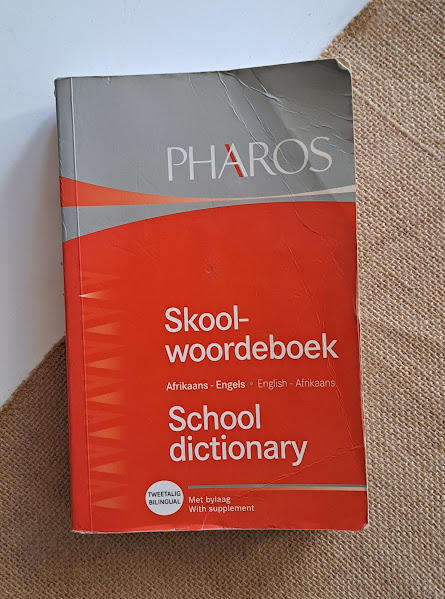 PHAROS
Skool-
woordeboek
Afrikaans - Engels • English - Afrikaans
School
dictionary
TWEETALIG
BILINGUAL
Met bylaag
With supplement